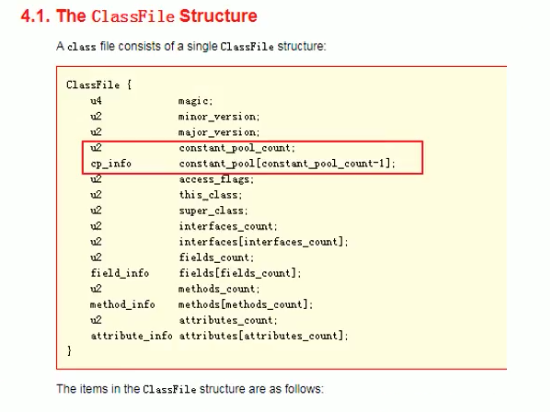 4.1. The ClassFile Structure
A class file consists of a single ClassFile structure:
ClassFile {
u4 magic;
u2 minor_version;
u2 major_version;
u2 constant_pool_count;
cp_info constant_pool[constant_pool_count-1];
u2 access_flags;
u2 this_class;
u2 super_class;
u2 interfaces_count;
u2 interfaces[interfaces_count];
u2 fields_count;
field_info fields[fields_count];
u2 methods_count;
method_info methods[methods_count];
u2 attributes_count;
attribute_info attributes[attributes_count];
}
The items in the ClassFile structure are as follows: